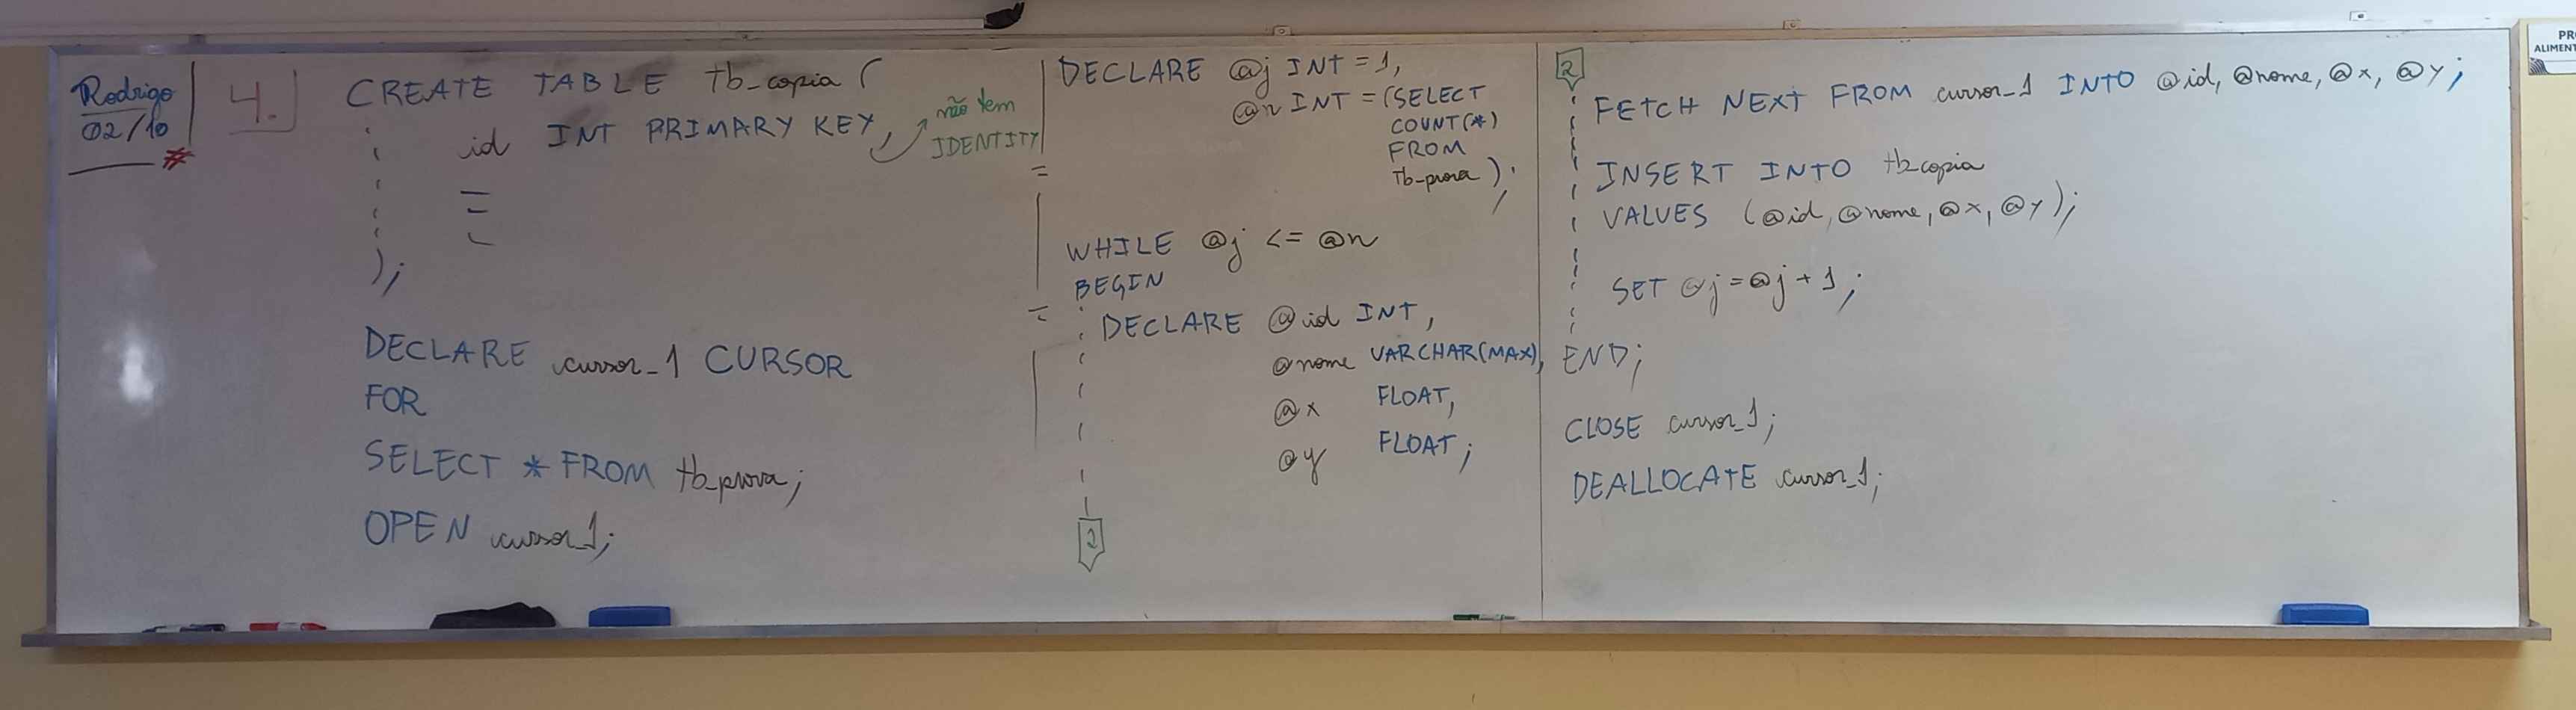 Rodrigo
02/10
#
4.
CREATE TABLE tb_copia (
id INT PRIMARY KEY,
não tem
IDENTITY
);
DECLARE cursor_1 CURSOR
FOR
SELECT * FROM tb_prova;
OPEN cursor_1;
DECLARE @j INT = 1,
@n INT = (SELECT
COUNT(*)
FROM
tb_prova);
WHILE @j <= @n
BEGIN
DECLARE @id INT,
@nome VARCHAR(MAX),
@x FLOAT,
@y FLOAT;
2
2
FETCH NEXT FROM cursor_1 INTO @id, @nome, @x, @y;
INSERT INTO tb_copia
VALUES (@id, @nome, @x, @y);
SET @j = @j + 1;
END;
CLOSE cursor_1;
DEALLOCATE cursor_1;